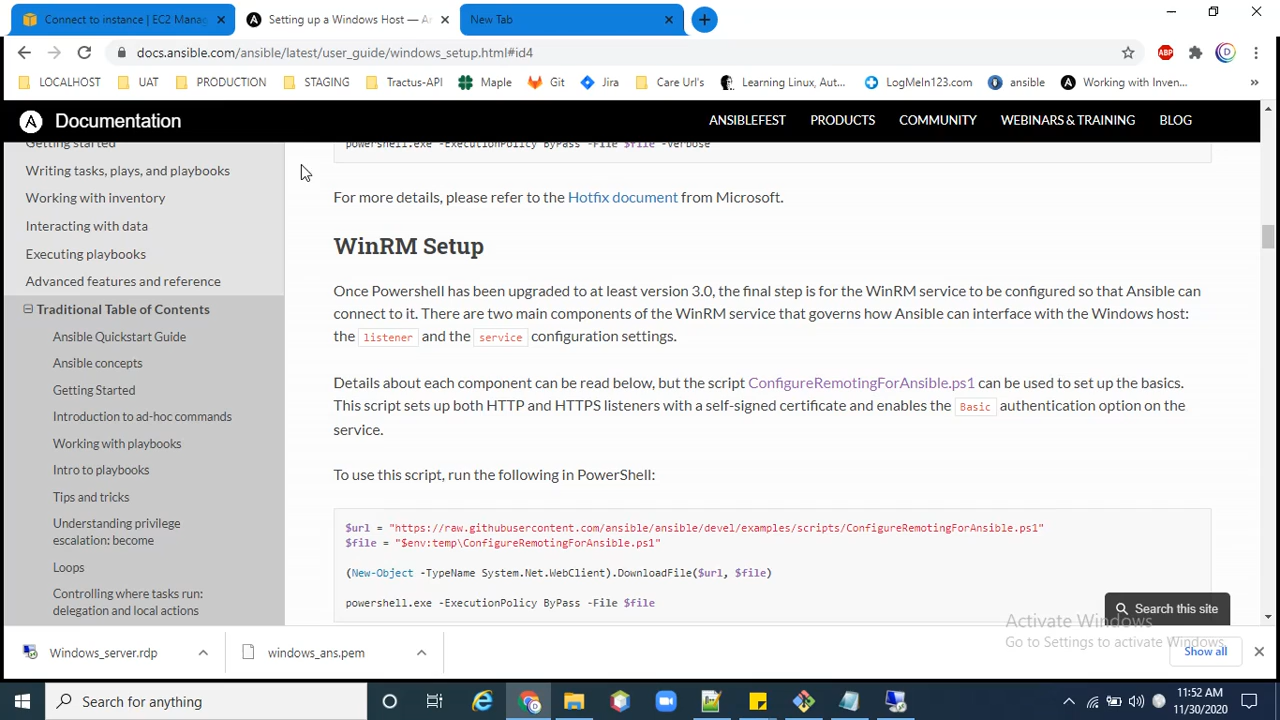 Connect to instance | EC2 Manag
Setting up a Windows Host — An
New Tab
docs.ansible.com/ansible/latest/user_guide/windows_setup.html#id4
ABP
LOCALHOST
UAT
PRODUCTION
STAGING
Tractus-API
Maple
Git
Jira
Care Url's
Learning Linux, Aut...
LogMeIn123.com
ansible
Working with Inven...
Documentation
ANSIBLEFEST
PRODUCTS
COMMUNITY
WEBINARS & TRAINING
BLOG
Getting started
Writing tasks, plays, and playbooks
Working with inventory
Interacting with data
Executing playbooks
Advanced features and reference
Traditional Table of Contents
Ansible Quickstart Guide
Ansible concepts
Getting Started
Introduction to ad-hoc commands
Working with playbooks
Intro to playbooks
Tips and tricks
Understanding privilege
escalation: become
Loops
Controlling where tasks run:
delegation and local actions
powershell.exe -ExecutionPolicy ByPass -File $file -Verbose
For more details, please refer to the Hotfix document from Microsoft.
WinRM Setup
Once Powershell has been upgraded to at least version 3.0, the final step is for the WinRM service to be configured so that Ansible can
connect to it. There are two main components of the WinRM service that governs how Ansible can interface with the Windows host:
the listener and the service configuration settings.
Details about each component can be read below, but the script ConfigureRemotingForAnsible.ps1 can be used to set up the basics.
This script sets up both HTTP and HTTPS listeners with a self-signed certificate and enables the Basic authentication option on the
service.
To use this script, run the following in PowerShell:
$url = "https://raw.githubusercontent.com/ansible/ansible/devel/examples/scripts/ConfigureRemotingForAnsible.ps1"
$file = "$env:temp\ConfigureRemotingForAnsible.ps1"
(New-Object -TypeName System.Net.WebClient).DownloadFile($url, $file)
powershell.exe -ExecutionPolicy ByPass -File $file
Search this site
Activate Windows
Go to Settings to activate Windows.
Windows_server.rdp
windows_ans.pem
Show all
Search for anything
11:52 AM
11/30/2020